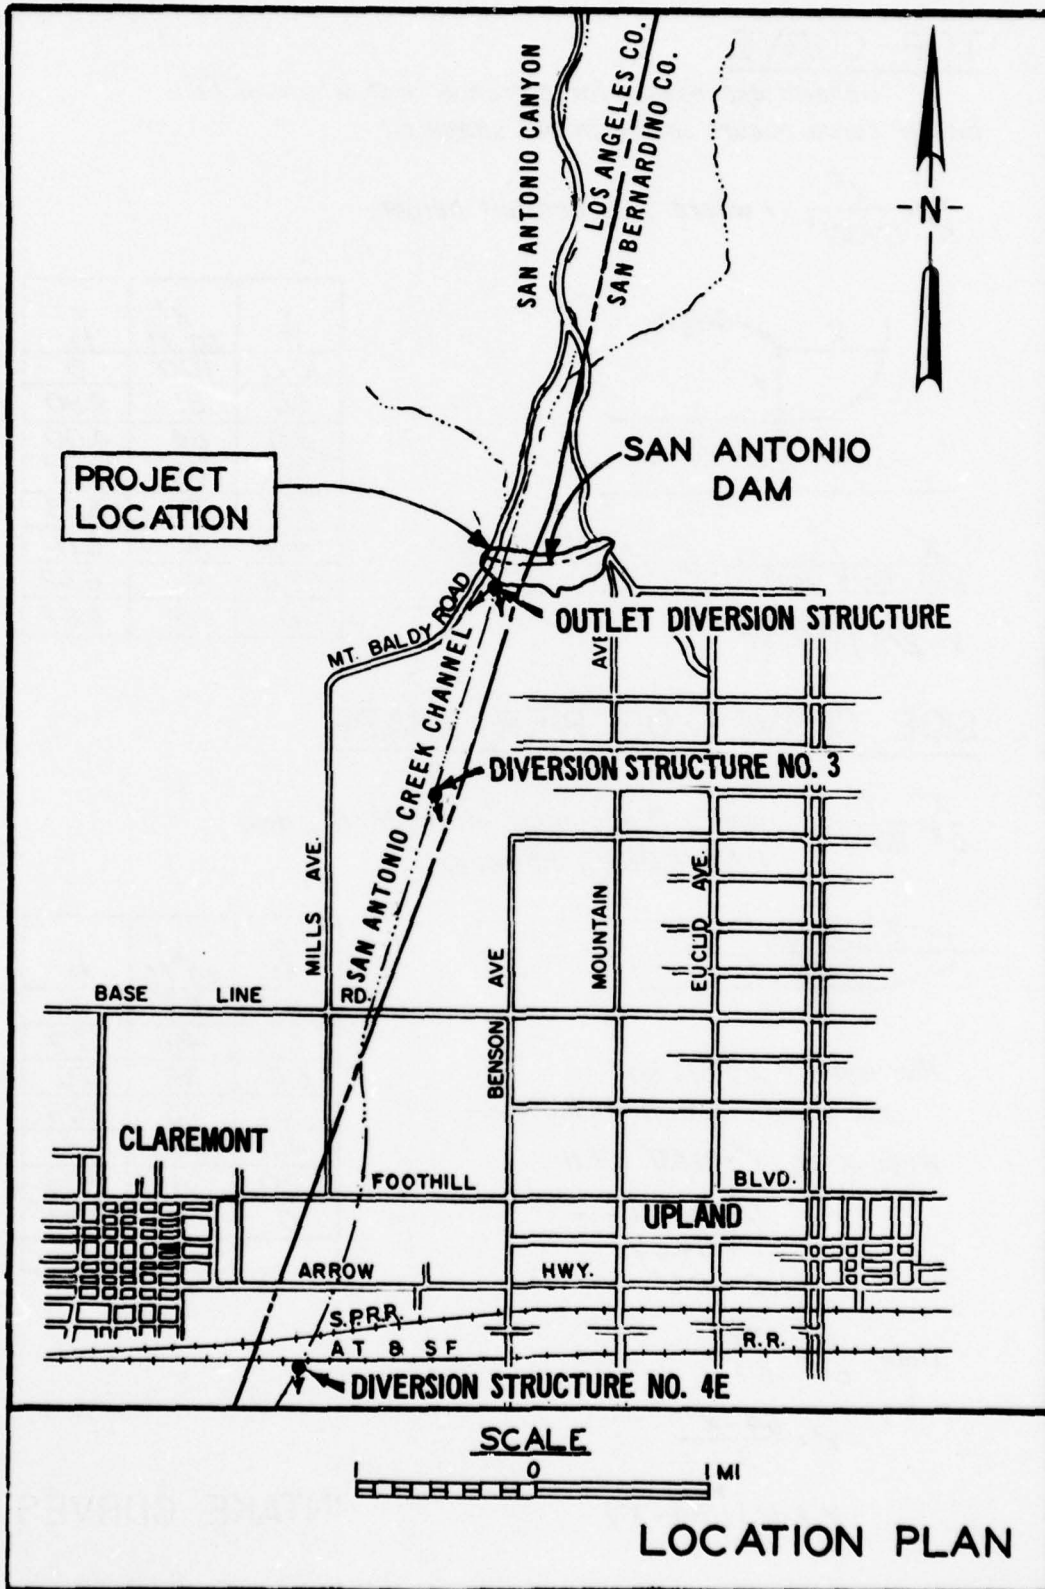 SAN ANTONIO CANYON
LOS ANGELES CO.
SAN BERNARDINO CO.
-N-
PROJECT
LOCATION
SAN ANTONIO
DAM
MT. BALDY ROAD
OUTLET DIVERSION STRUCTURE
AVE
SAN ANTONIO CREEK CHANNEL
DIVERSION STRUCTURE NO. 3
MILLS AVE.
BENSON AVE
MOUNTAIN
EUCLID AVE.
BASE LINE RD.
CLAREMONT
FOOTHILL BLVD.
UPLAND
ARROW HWY.
S.P.R.R.
AT & SF R.R.
DIVERSION STRUCTURE NO. 4E
SCALE
1 0 1 MI
LOCATION PLAN